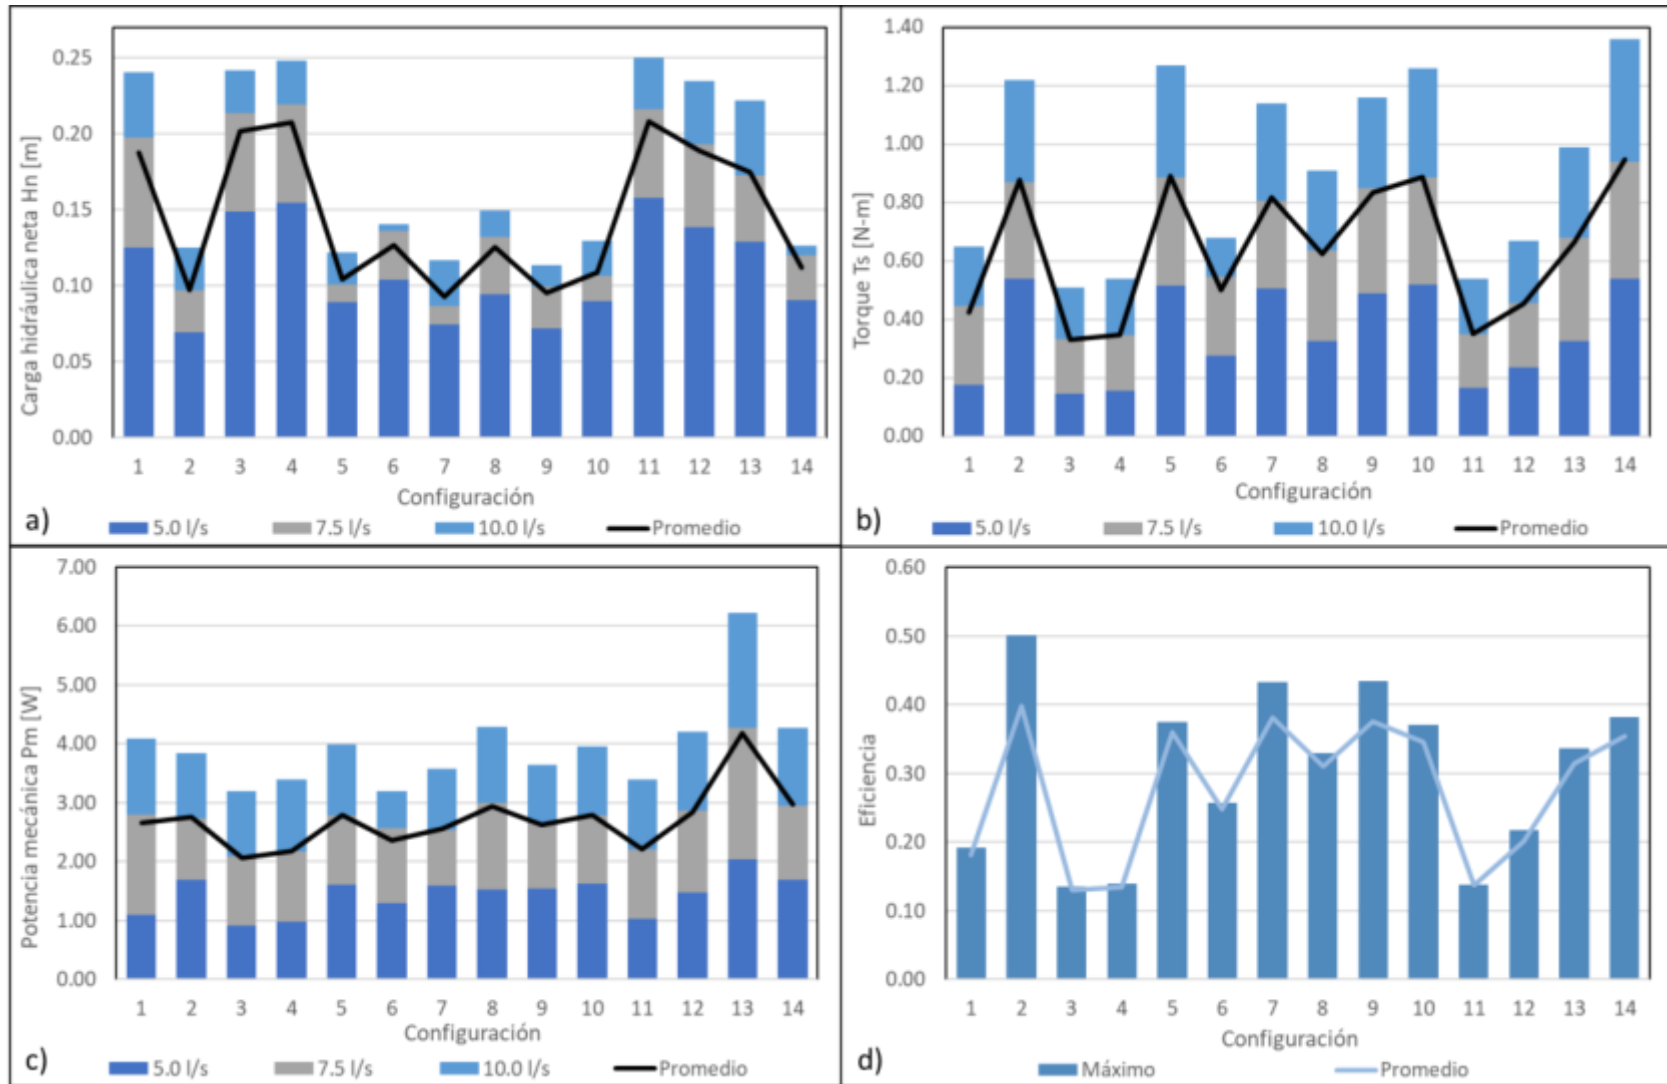 Carga hidráulica neta Hn [m]
0.25
0.20
0.15
0.10
0.05
0.00
1 2 3 4 5 6 7 8 9 10 11 12 13 14
Configuración
a) 5.0 l/s 7.5 l/s 10.0 l/s Promedio
Torque Ts [N-m]
1.40
1.20
1.00
0.80
0.60
0.40
0.20
0.00
1 2 3 4 5 6 7 8 9 10 11 12 13 14
Configuración
b) 5.0 l/s 7.5 l/s 10.0 l/s Promedio
Potencia mecánica Pm [W]
7.00
6.00
5.00
4.00
3.00
2.00
1.00
0.00
1 2 3 4 5 6 7 8 9 10 11 12 13 14
Configuración
c) 5.0 l/s 7.5 l/s 10.0 l/s Promedio
Eficiencia
0.60
0.50
0.40
0.30
0.20
0.10
0.00
1 2 3 4 5 6 7 8 9 10 11 12 13 14
Configuración
d) Máximo Promedio